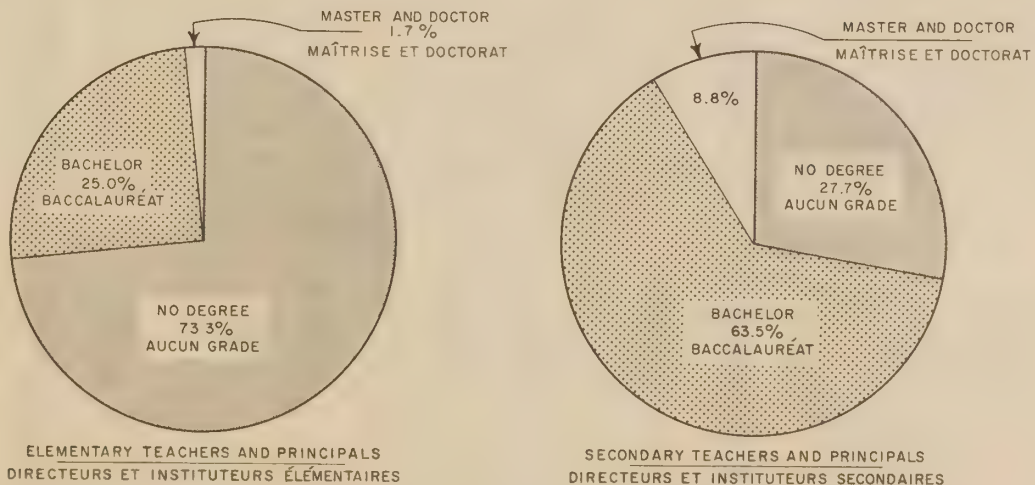 MASTER AND DOCTOR
1.7%
MAÎTRISE ET DOCTORAT
BACHELOR
25.0%
BACCALAURÉAT
NO DEGREE
73 3%
AUCUN GRADE
ELEMENTARY TEACHERS AND PRINCIPALS
DIRECTEURS ET INSTITUTEURS ÉLÉMENTAIRES
MASTER AND DOCTOR
MAÎTRISE ET DOCTORAT
8.8%
NO DEGREE
27.7%
AUCUN GRADE
BACHELOR
63.5%
BACCALAURÉAT
SECONDARY TEACHERS AND PRINCIPALS
DIRECTEURS ET INSTITUTEURS SECONDAIRES